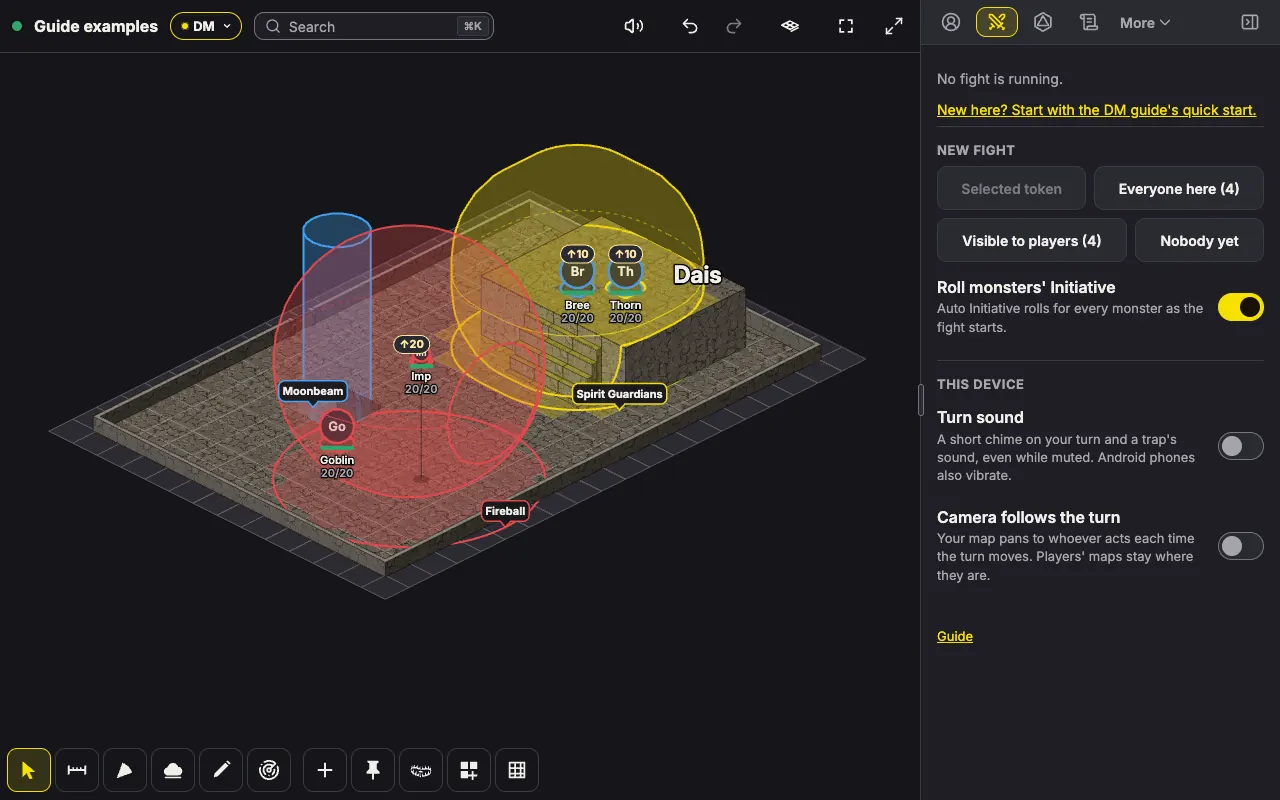 Guide examples
DM
Search
⌘K
More
No fight is running.
New here? Start with the DM guide's quick start.
NEW FIGHT
Selected token
Everyone here (4)
Visible to players (4)
Nobody yet
Roll monsters' Initiative
Auto Initiative rolls for every monster as the
fight starts.
THIS DEVICE
Turn sound
A short chime on your turn and a trap's
sound, even while muted. Android phones
also vibrate.
Camera follows the turn
Your map pans to whoever acts each time
the turn moves. Players' maps stay where
they are.
Guide
↑10
Br
Bree
20/20
↑10
Th
Thorn
20/20
Dais
↑20
Imp
20/20
Moonbeam
Spirit Guardians
Go
Goblin
20/20
Fireball